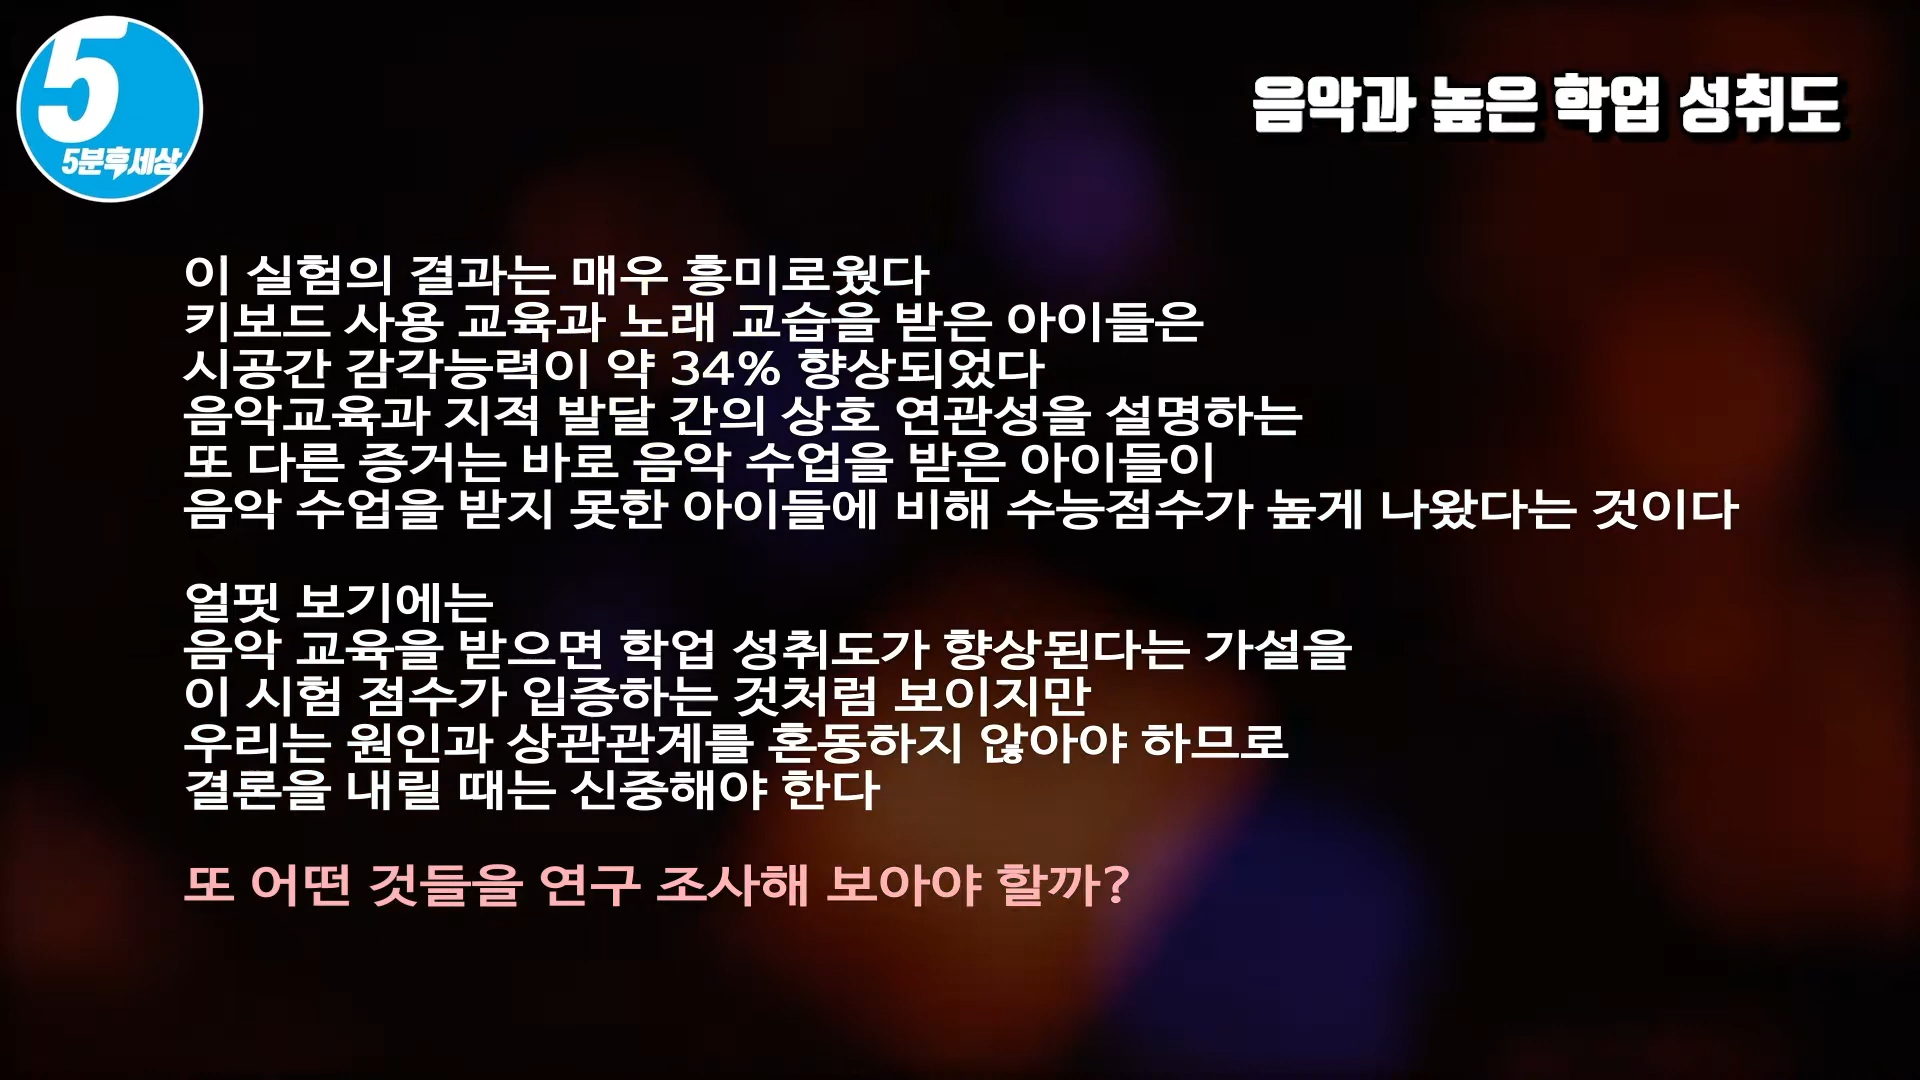 5
5분후세상
음악과 높은 학업 성취도
이 실험의 결과는 매우 흥미로웠다
키보드 사용 교육과 노래 교습을 받은 아이들은
시공간 감각능력이 약 34% 향상되었다
음악교육과 지적 발달 간의 상호 연관성을 설명하는
또 다른 증거는 바로 음악 수업을 받은 아이들이
음악 수업을 받지 못한 아이들에 비해 수능점수가 높게 나왔다는 것이다
얼핏 보기에는
음악 교육을 받으면 학업 성취도가 향상된다는 가설을
이 시험 점수가 입증하는 것처럼 보이지만
우리는 원인과 상관관계를 혼동하지 않아야 하므로
결론을 내릴 때는 신중해야 한다
또 어떤 것들을 연구 조사해 보아야 할까?